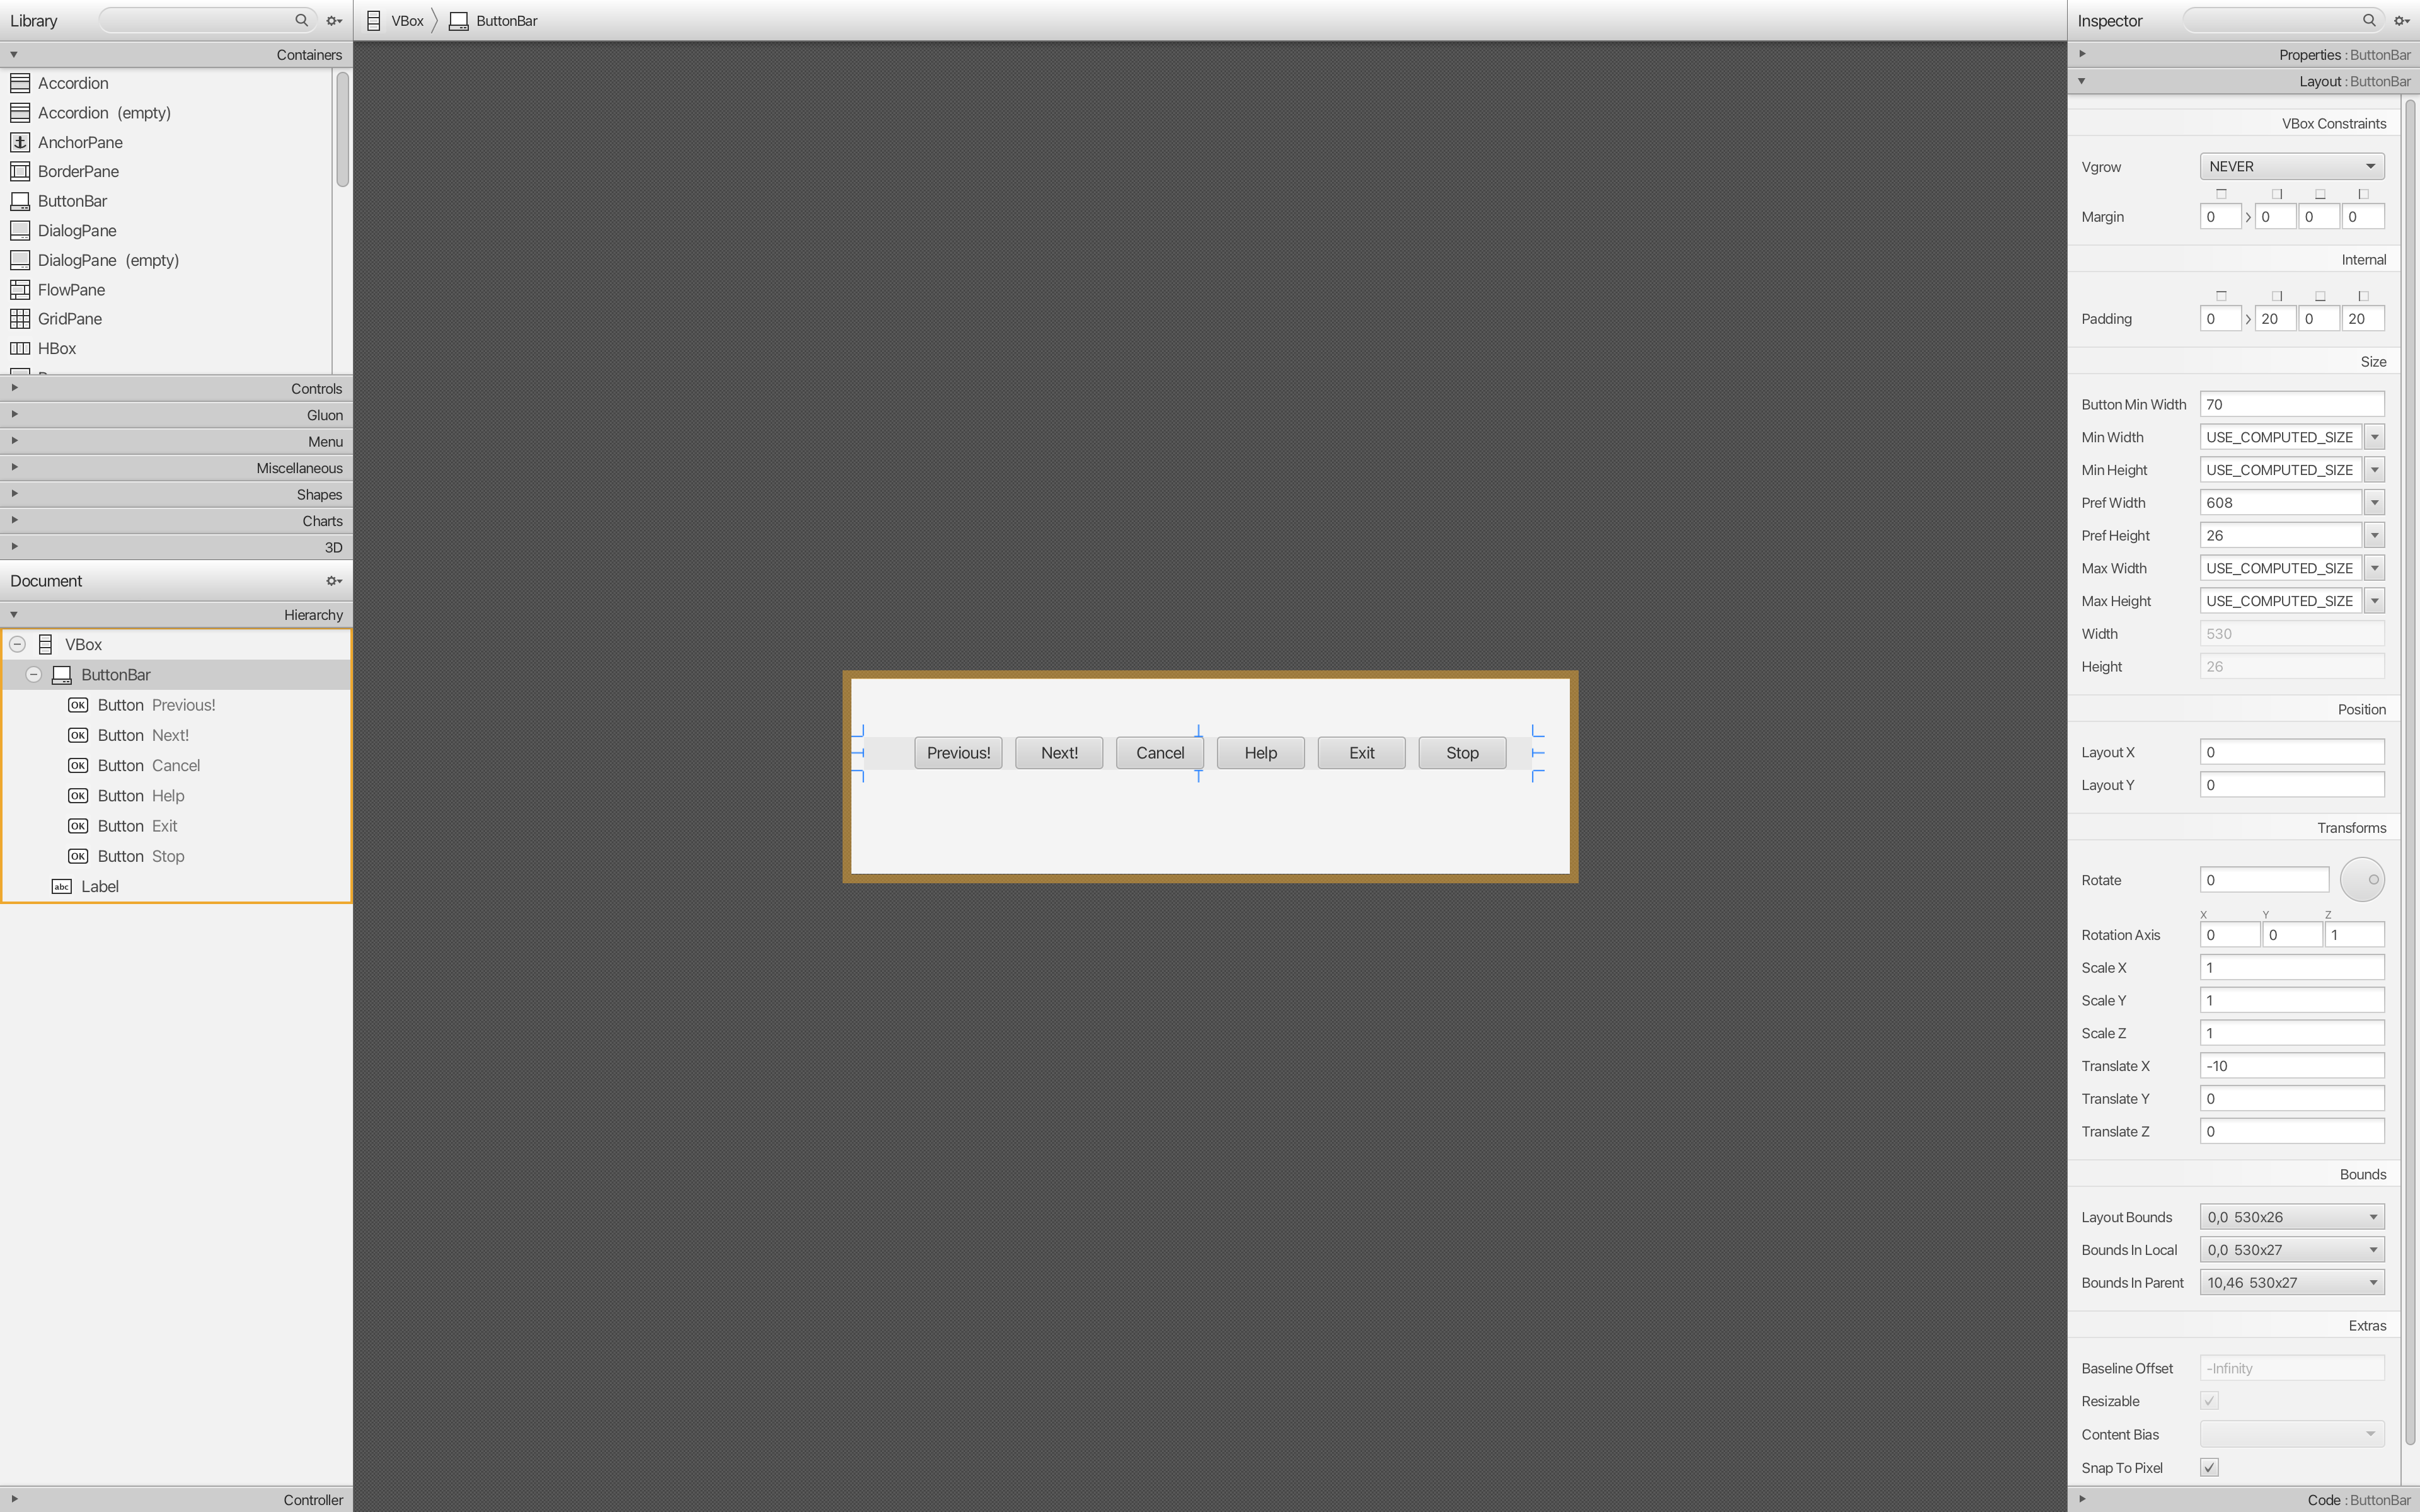 Library
Containers
Accordion
Accordion (empty)
AnchorPane
BorderPane
ButtonBar
DialogPane
DialogPane (empty)
FlowPane
GridPane
HBox
Controls
Gluon
Menu
Miscellaneous
Shapes
Charts
3D
Document
Hierarchy
VBox
ButtonBar
OK Button Previous!
OK Button Next!
OK Button Cancel
OK Button Help
OK Button Exit
OK Button Stop
abc Label
Controller
VBox ButtonBar
Previous! Next! Cancel Help Exit Stop
Inspector
Properties : ButtonBar
Layout : ButtonBar
VBox Constraints
Vgrow NEVER
Margin 0 0 0 0
Internal
Padding 0 20 0 20
Size
Button Min Width 70
Min Width USE_COMPUTED_SIZE
Min Height USE_COMPUTED_SIZE
Pref Width 608
Pref Height 26
Max Width USE_COMPUTED_SIZE
Max Height USE_COMPUTED_SIZE
Width 530
Height 26
Position
Layout X 0
Layout Y 0
Transforms
Rotate 0
X Y Z
Rotation Axis 0 0 1
Scale X 1
Scale Y 1
Scale Z 1
Translate X -10
Translate Y 0
Translate Z 0
Bounds
Layout Bounds 0,0 530x26
Bounds In Local 0,0 530x27
Bounds In Parent 10,46 530x27
Extras
Baseline Offset -Infinity
Resizable
Content Bias
Snap To Pixel
Code : ButtonBar